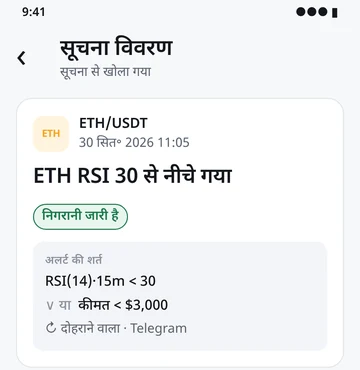 9:41
सूचना विवरण
सूचना से खोला गया
ETH
ETH/USDT
30 सित॰ 2026 11:05
ETH RSI 30 से नीचे गया
निगरानी जारी है
अलर्ट की शर्त
RSI(14)·15m < 30
∨ या कीमत < $3,000
↻ दोहराने वाला · Telegram